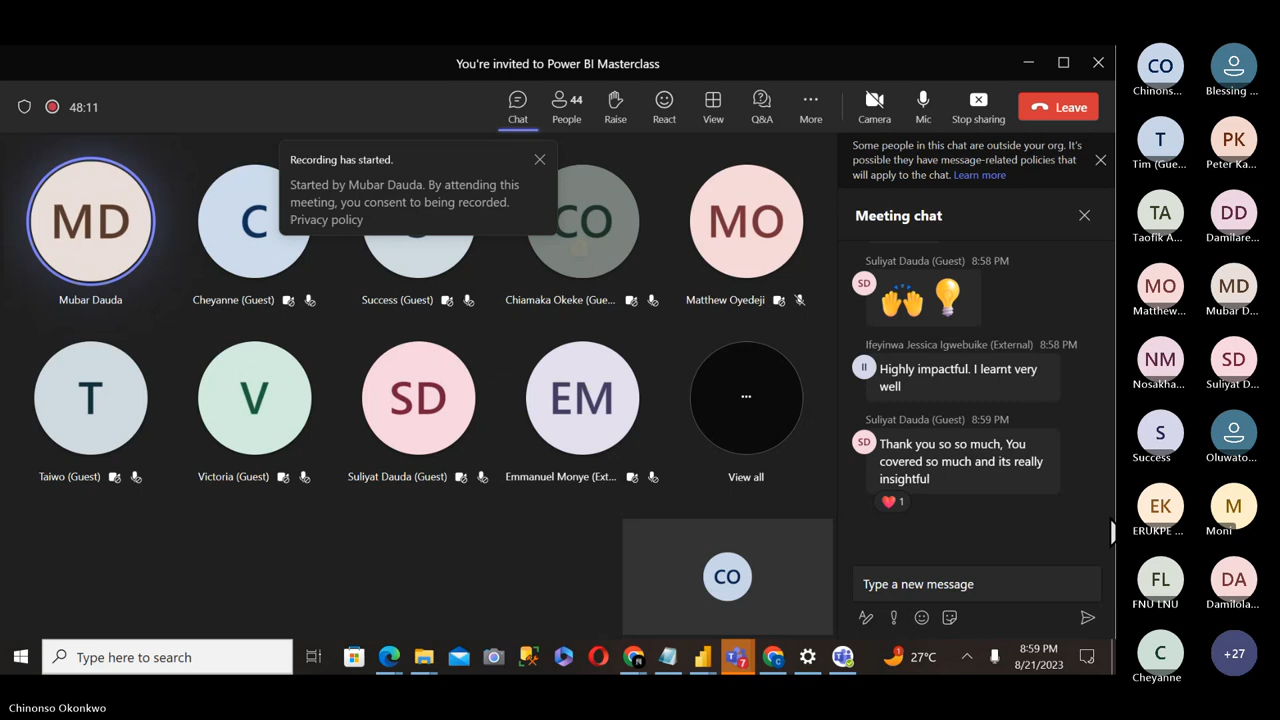 You're invited to Power BI Masterclass
48:11
Chat
44
People
Raise
React
View
Q&A
More
Camera
Mic
Stop sharing
Leave
Recording has started.
Started by Mubar Dauda. By attending this
meeting, you consent to being recorded.
Privacy policy
MD
C
CO
MO
Mubar Dauda
Cheyanne (Guest)
Success (Guest)
Chiamaka Okeke (Gue...
Matthew Oyedeji
T
V
SD
EM
...
Taiwo (Guest)
Victoria (Guest)
Suliyat Dauda (Guest)
Emmanuel Monye (Ext...
View all
CO
Some people in this chat are outside your org. It's
possible they have message-related policies that
will apply to the chat. Learn more
Meeting chat
Suliyat Dauda (Guest) 8:58 PM
SD
🙌 💡
Ifeyinwa Jessica Igwebuike (External) 8:58 PM
II
Highly impactful. I learnt very
well
Suliyat Dauda (Guest) 8:59 PM
SD
Thank you so so much, You
covered so much and its really
insightful
❤️ 1
Type a new message
Type here to search
7
27°C
8:59 PM
8/21/2023
CO
Chinons...
Blessing ...
T
Tim (Gue...
PK
Peter Ka...
TA
Taofik A...
DD
Damilare...
MO
Matthew...
MD
Mubar D...
NM
Nosakha...
SD
Suliyat D...
S
Success
Oluwato...
EK
ERUKPE ...
M
Moni
FL
FNU LNU
DA
Damilola...
C
Cheyanne
+27
Chinonso Okonkwo